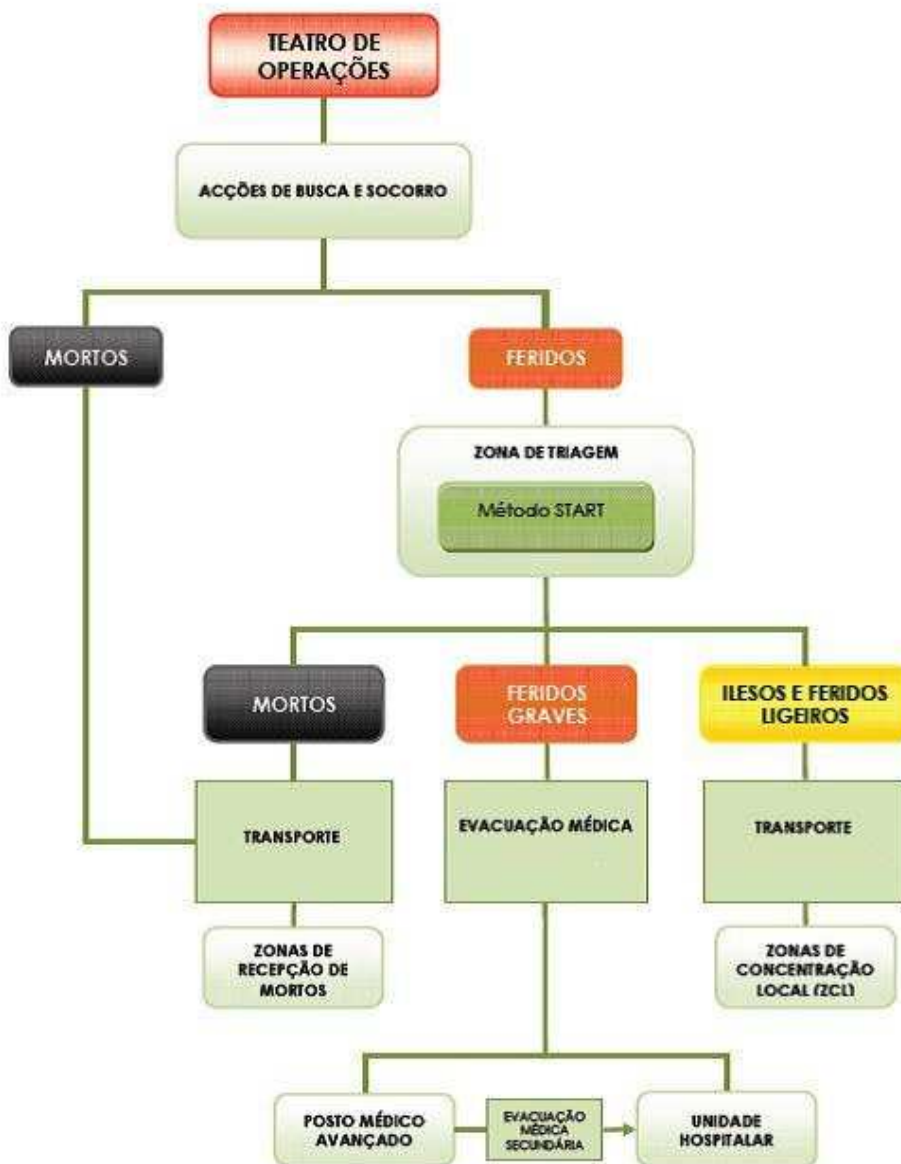 TEATRO DE
OPERAÇÕES
ACÇÕES DE BUSCA E SOCORRO
MORTOS
FERIDOS
ZONA DE TRIAGEM
Método START
MORTOS
FERIDOS
GRAVES
ILESOS E FERIDOS
LIGEIROS
TRANSPORTE
EVACUAÇÃO MÉDICA
TRANSPORTE
ZONAS DE
RECEPÇÃO DE
MORTOS
ZONAS DE
CONCENTRAÇÃO
LOCAL (ZCL)
POSTO MÉDICO
AVANÇADO
EVACUAÇÃO
MÉDICA
SECUNDÁRIA
UNIDADE
HOSPITALAR